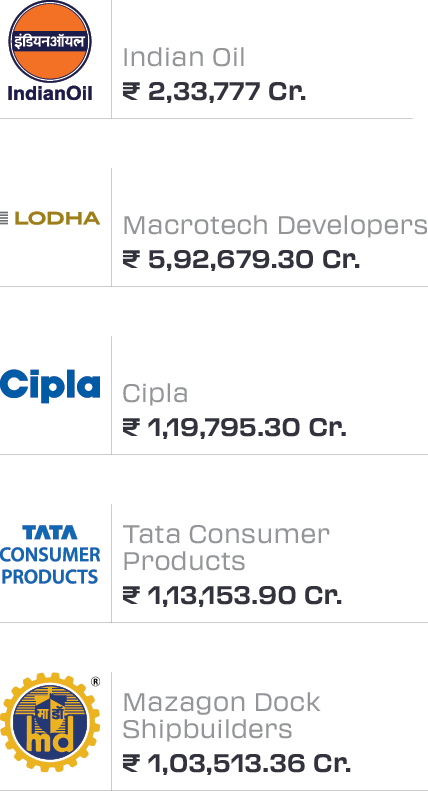 इंडियनऑयल
IndianOil
Indian Oil
₹ 2,33,777 Cr.
LODHA
Macrotech Developers
₹ 5,92,679.30 Cr.
Cipla
Cipla
₹ 1,19,795.30 Cr.
TATA
CONSUMER
PRODUCTS
Tata Consumer
Products
₹ 1,13,153.90 Cr.
®
मा डॉ
md
Mazagon Dock
Shipbuilders
₹ 1,03,513.36 Cr.